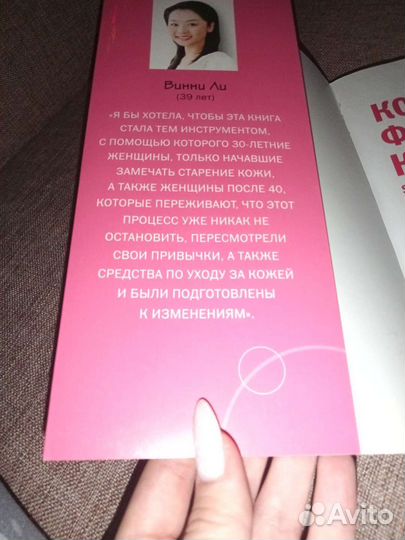 Винни Ли
(39 лет)
«Я БЫ ХОТЕЛА, ЧТОБЫ ЭТА КНИГА
СТАЛА ТЕМ ИНСТРУМЕНТОМ,
С ПОМОЩЬЮ КОТОРОГО 30-ЛЕТНИЕ
ЖЕНЩИНЫ, ТОЛЬКО НАЧАВШИЕ
ЗАМЕЧАТЬ СТАРЕНИЕ КОЖИ,
А ТАКЖЕ ЖЕНЩИНЫ ПОСЛЕ 40,
КОТОРЫЕ ПЕРЕЖИВАЮТ, ЧТО ЭТОТ
ПРОЦЕСС УЖЕ НИКАК НЕ
ОСТАНОВИТЬ, ПЕРЕСМОТРЕЛИ
СВОИ ПРИВЫЧКИ, А ТАКЖЕ
СРЕДСТВА ПО УХОДУ ЗА КОЖЕЙ
И БЫЛИ ПОДГОТОВЛЕНЫ
К ИЗМЕНЕНИЯМ».
КО
Ф
Avito